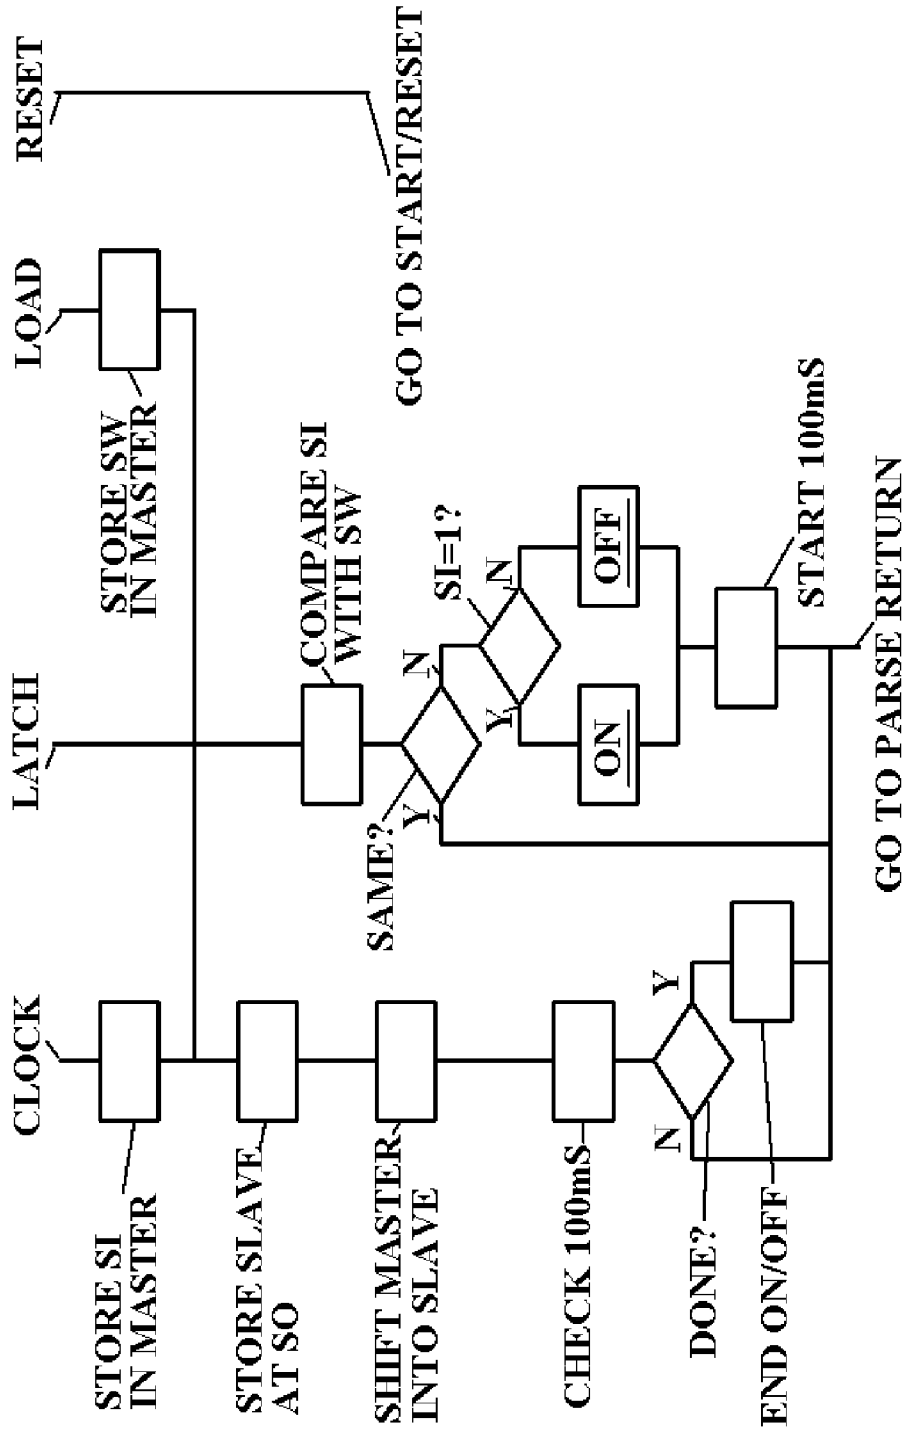 CLOCK
LATCH
LOAD
RESET
STORE SI
IN MASTER
STORE SW
IN MASTER
STORE SLAVE
AT SO
SHIFT MASTER
INTO SLAVE
COMPARE SI
WITH SW
GO TO START/RESET
SAME?
Y
N
SI=1?
Y
N
ON
OFF
CHECK 100mS
N
Y
DONE?
END ON/OFF
START 100mS
GO TO PARSE RETURN